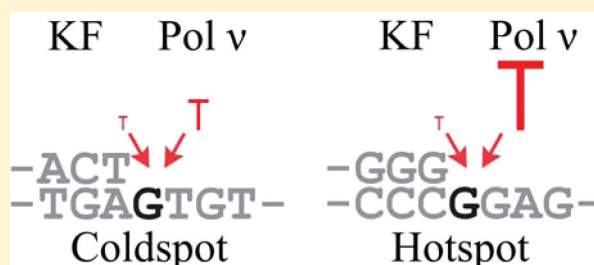 KF Pol ν
T T
–ACT
–TGAGTGT–
Coldspot
KF Pol ν
T T
–GGG
–CCCGGAG–
Hotspot